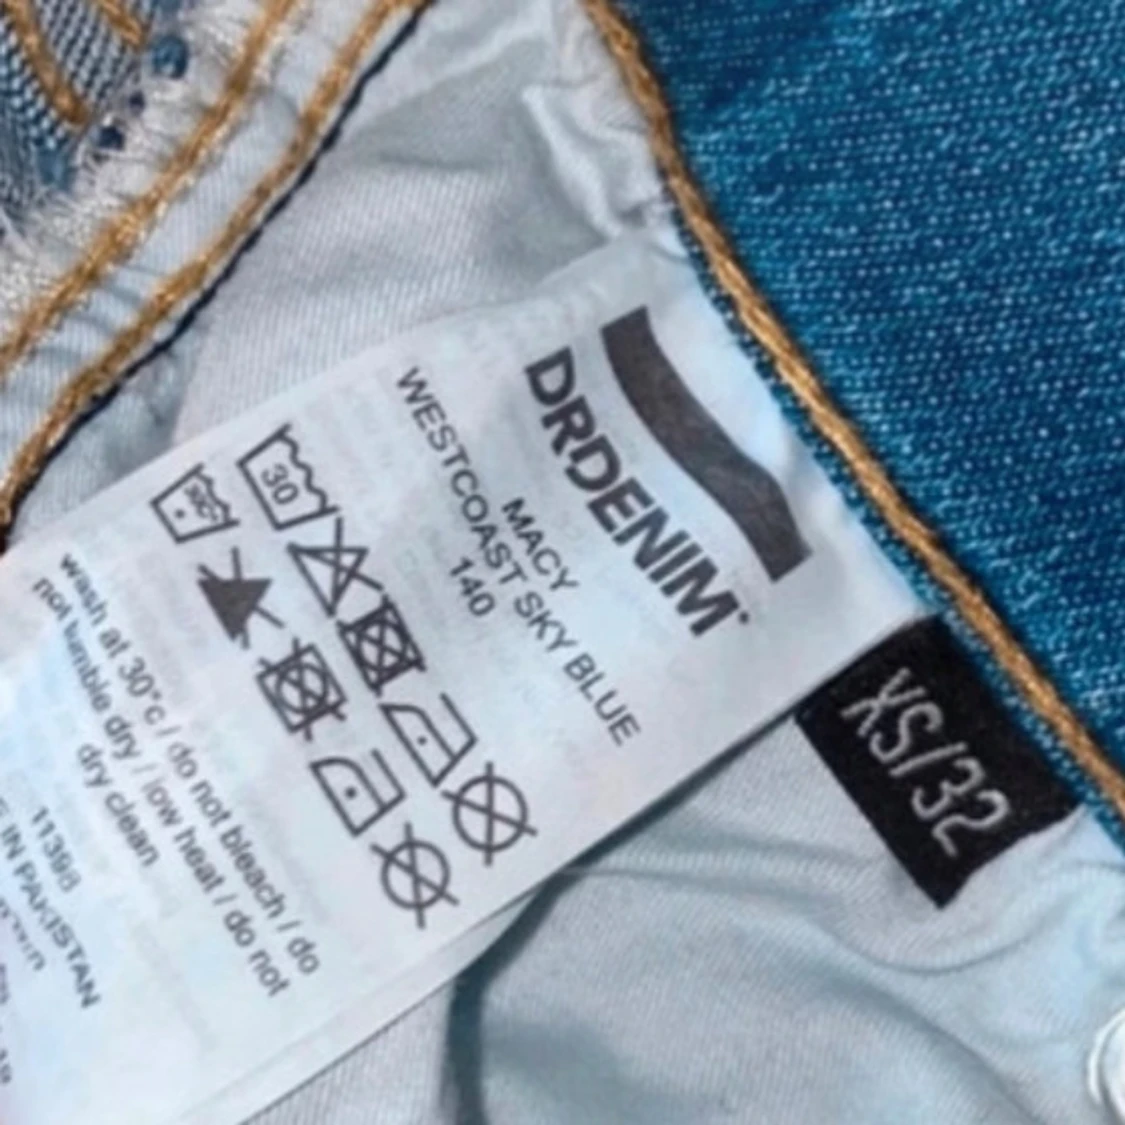 DRDENIM
MACY
WESTCOAST SKY BLUE
140
30
wash at 30°c / do not bleach / do
not tumble dry / low heat / do not
dry clean
IN PAKISTAN
XS/32